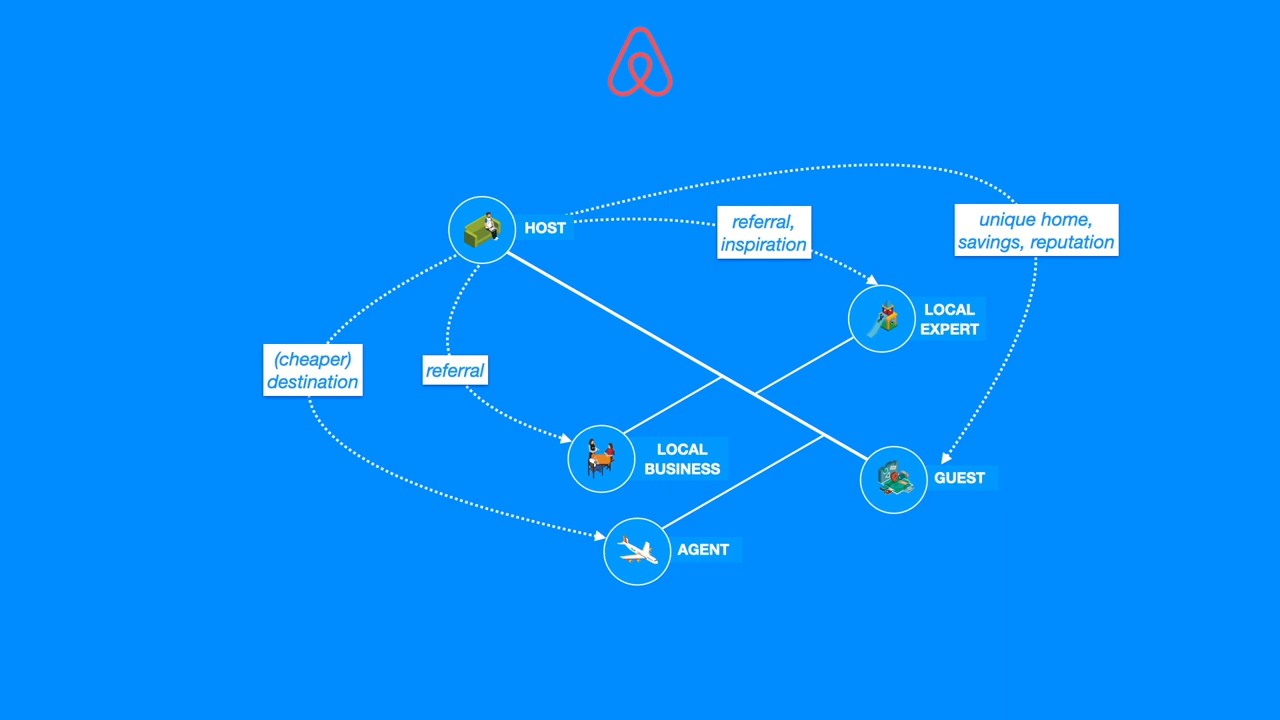 HOST
referral,
inspiration
unique home,
savings, reputation
LOCAL
EXPERT
(cheaper)
destination
referral
LOCAL
BUSINESS
GUEST
AGENT